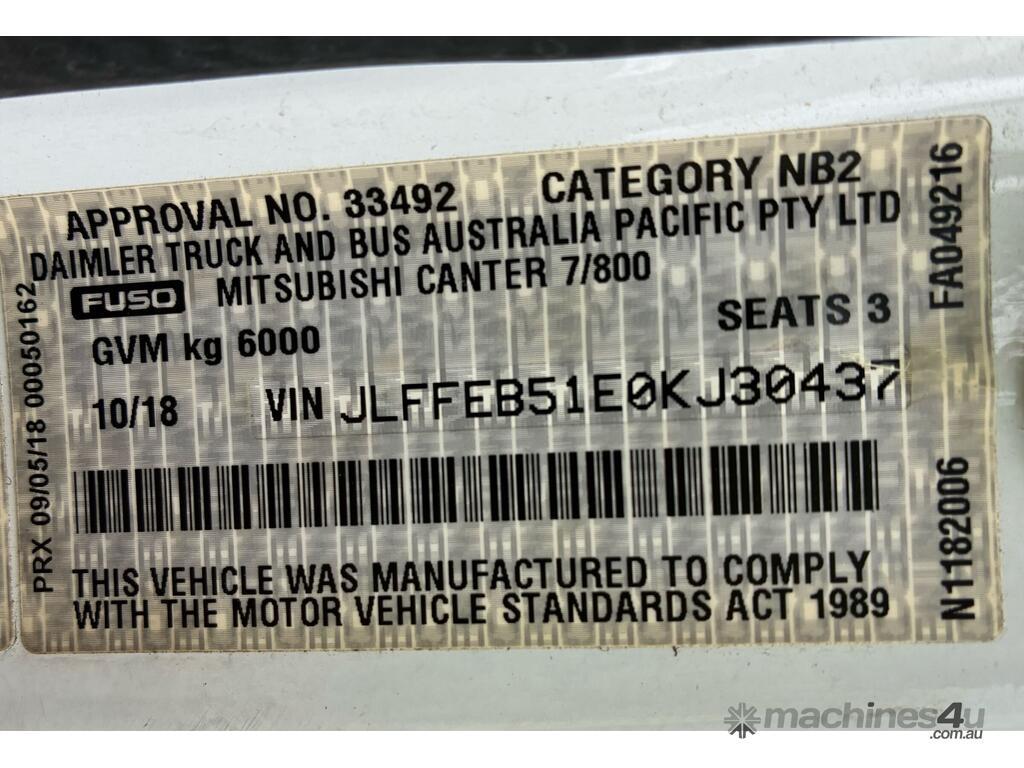 APPROVAL NO. 33492 CATEGORY NB2
DAIMLER TRUCK AND BUS AUSTRALIA PACIFIC PTY LTD
FUSO MITSUBISHI CANTER 7/800
GVM kg 6000 SEATS 3
10/18 VIN JLFFEB51E0KJ30437
THIS VEHICLE WAS MANUFACTURED TO COMPLY
WITH THE MOTOR VEHICLE STANDARDS ACT 1989
PRX 09/05/18 00050162
FA049216
N1182006
machines4u
.com.au